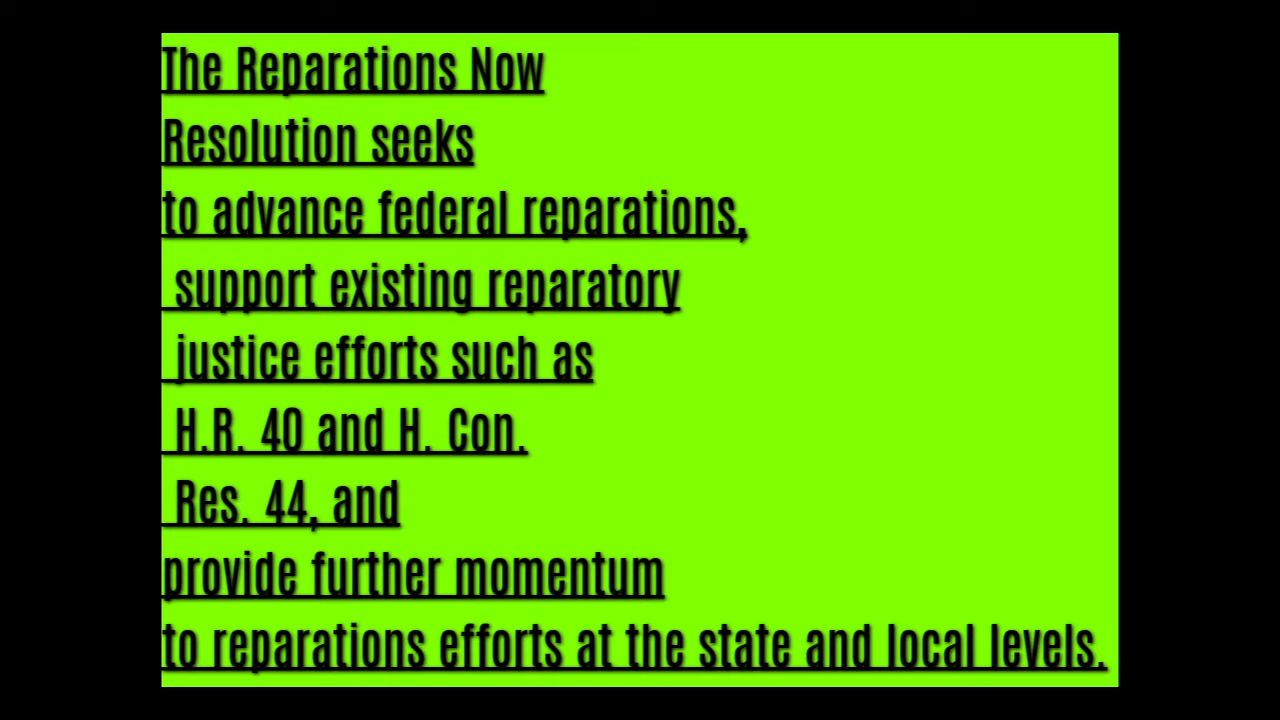 The Reparations Now
Resolution seeks
to advance federal reparations,
support existing reparatory
justice efforts such as
H.R. 40 and H. Con.
Res. 44, and
provide further momentum
to reparations efforts at the state and local levels.